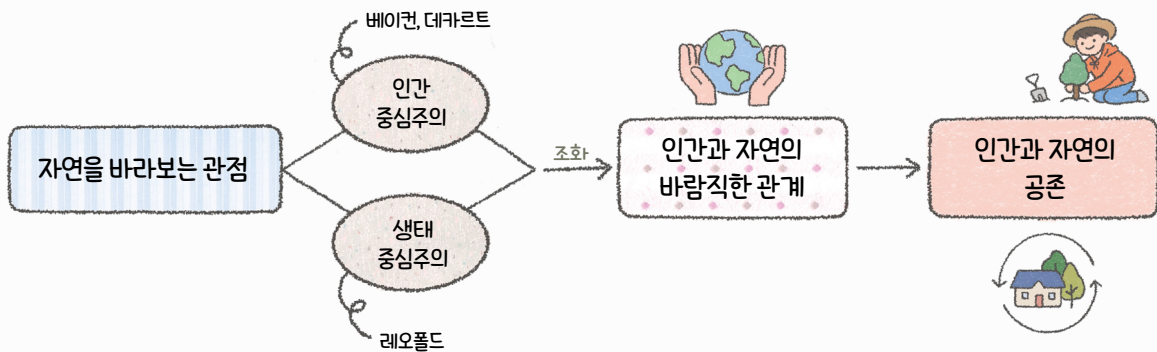 베이컨, 데카르트
인간
중심주의
자연을 바라보는 관점
생태
중심주의
레오폴드
조화
인간과 자연의
바람직한 관계
인간과 자연의
공존